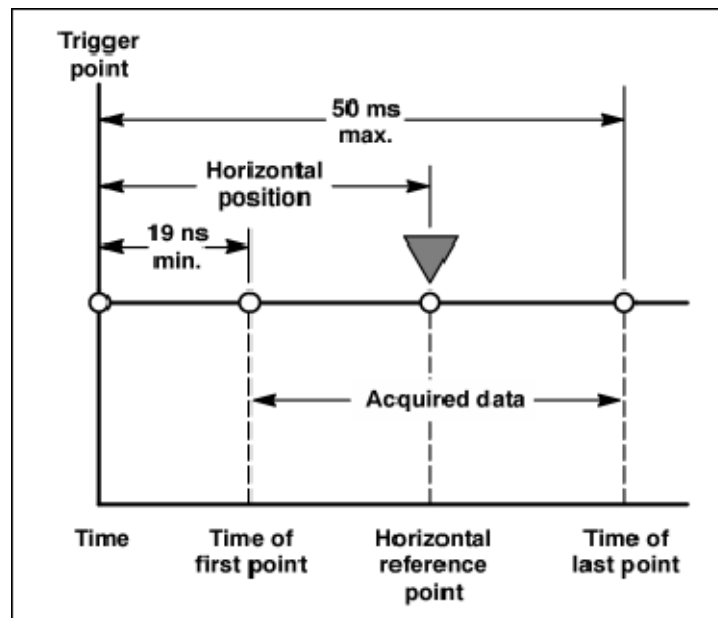 Trigger
point
50 ms
max.
Horizontal
position
19 ns
min.
Acquired data
Time
Time of
first point
Horizontal
reference
point
Time of
last point